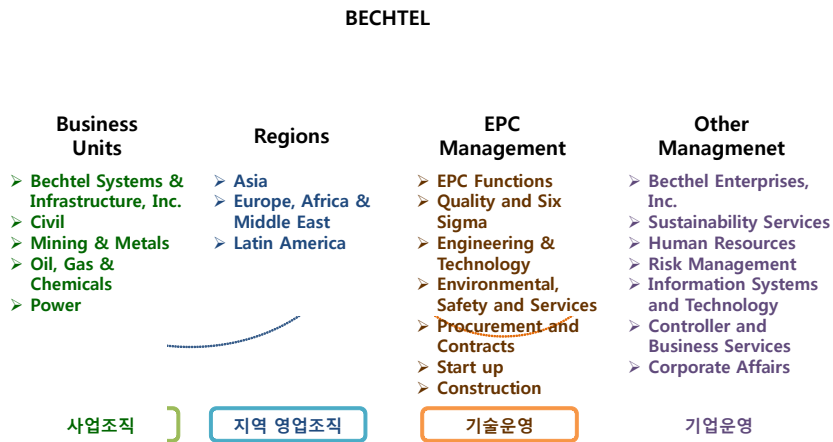 BECHTEL
Business
Units
➢ Bechtel Systems &
Infrastructure, Inc.
➢ Civil
➢ Mining & Metals
➢ Oil, Gas &
Chemicals
➢ Power
사업조직
Regions
➢ Asia
➢ Europe, Africa &
Middle East
➢ Latin America
지역 영업조직
EPC
Management
➢ EPC Functions
➢ Quality and Six
Sigma
➢ Engineering &
Technology
➢ Environmental,
Safety and Services
➢ Procurement and
Contracts
➢ Start up
➢ Construction
기술운영
Other
Managmenet
➢ Becthel Enterprises,
Inc.
➢ Sustainability Services
➢ Human Resources
➢ Risk Management
➢ Information Systems
and Technology
➢ Controller and
Business Services
➢ Corporate Affairs
기업운영